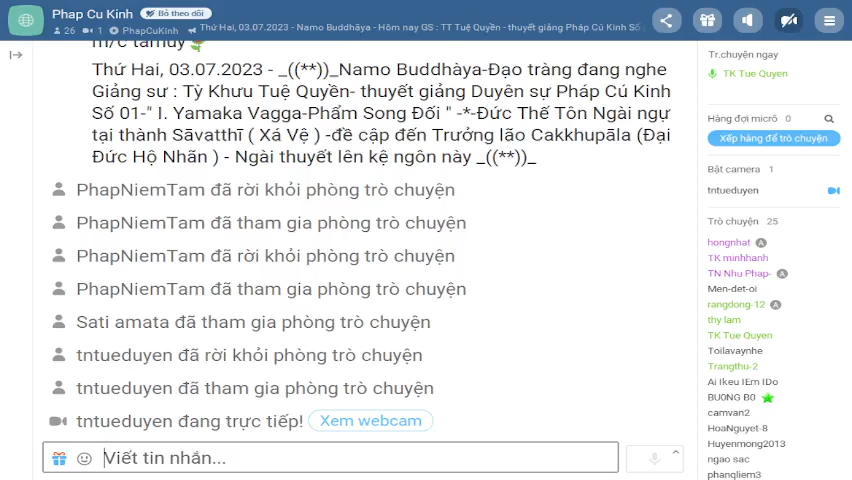 Phap Cu Kinh
Bỏ theo dõi
26 1 PhapCuKinh
Thứ Hai, 03.07.2023 - Namo Buddhāya - Hôm nay GS : TT Tuệ Quyền - thuyết giảng Pháp Cú Kinh Số
m/c tamduy
Thứ Hai, 03.07.2023 - _((**))_Namo Buddhàya-Đạo tràng đang nghe
Giảng sư : Tỳ Khưu Tuệ Quyền- thuyết giảng Duyên sự Pháp Cú Kinh
Số 01-" I. Yamaka Vagga-Phẩm Song Đối " -*-Đức Thế Tôn Ngài ngự
tại thành Sāvatthī ( Xá Vệ ) -đề cập đến Trưởng lão Cakkhupāla (Đại
Đức Hộ Nhãn ) - Ngài thuyết lên kệ ngôn này _((**))_
PhapNiemTam đã rời khỏi phòng trò chuyện
PhapNiemTam đã tham gia phòng trò chuyện
PhapNiemTam đã rời khỏi phòng trò chuyện
PhapNiemTam đã tham gia phòng trò chuyện
Sati amata đã tham gia phòng trò chuyện
tntueduyen đã rời khỏi phòng trò chuyện
tntueduyen đã tham gia phòng trò chuyện
tntueduyen đang trực tiếp! Xem webcam
Viết tin nhắn...
Tr.chuyện ngay
TK Tue Quyen
Hàng đợi micrô 0
Xếp hàng để trò chuyện
Bật camera 1
tntueduyen
Trò chuyện 25
hongnhat A
TK minhhanh
TN Nhu Phap- A
Men-det-oi
rangdong-12 A
thy lam
TK Tue Quyen
Toilavaynhe
Trangthu-2
Ai lkeu IEm IDo
BU0NG B0
camvan2
HoaNguyet-8
Huyenmong2013
ngao sac
phanqliem3